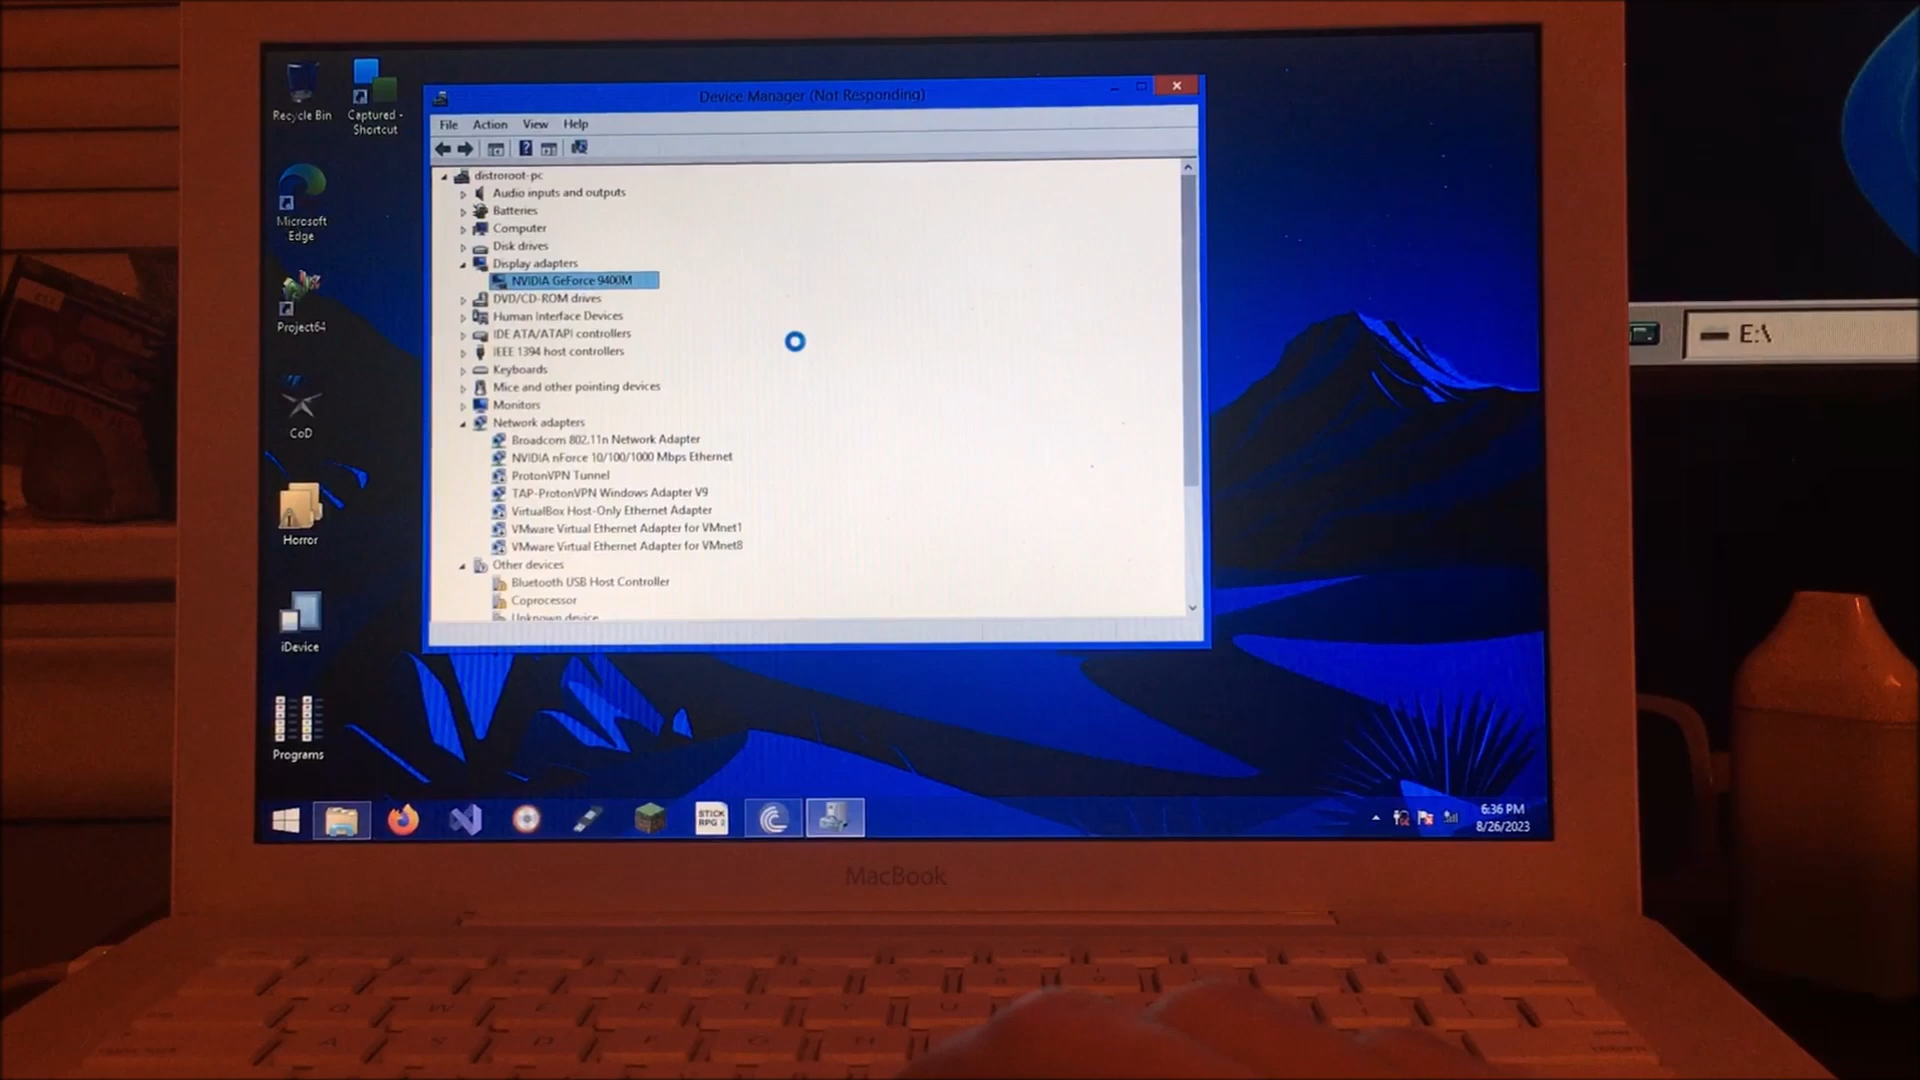 Recycle Bin
Captured -
Shortcut
Microsoft
Edge
Project64
CoD
Horror
iDevice
Programs
Device Manager (Not Responding)
File Action View Help
distroroot-pc
Audio inputs and outputs
Batteries
Computer
Disk drives
Display adapters
NVIDIA GeForce 9400M
DVD/CD-ROM drives
Human Interface Devices
IDE ATA/ATAPI controllers
IEEE 1394 host controllers
Keyboards
Mice and other pointing devices
Monitors
Network adapters
Broadcom 802.11n Network Adapter
NVIDIA nForce 10/100/1000 Mbps Ethernet
ProtonVPN Tunnel
TAP-ProtonVPN Windows Adapter V9
VirtualBox Host-Only Ethernet Adapter
VMware Virtual Ethernet Adapter for VMnet1
VMware Virtual Ethernet Adapter for VMnet8
Other devices
Bluetooth USB Host Controller
Coprocessor
Unknown device
E:\
STICK
RPG 2
6:36 PM
8/26/2023
MacBook